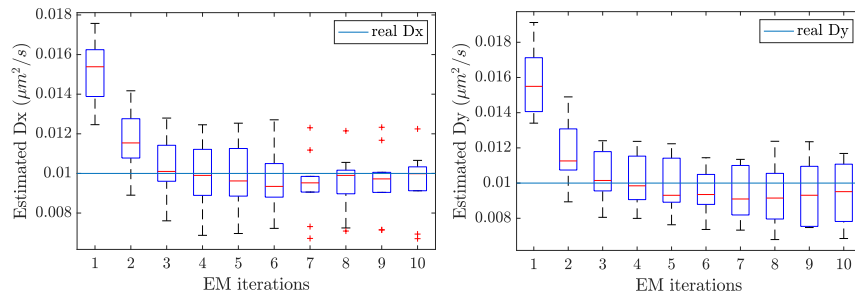 0.018
0.016
0.014
0.012
0.01
0.008
Estimated Dx (μm²/s)
real Dx
1 2 3 4 5 6 7 8 9 10
EM iterations
0.018
0.016
0.014
0.012
0.01
0.008
Estimated Dy (μm²/s)
real Dy
1 2 3 4 5 6 7 8 9 10
EM iterations